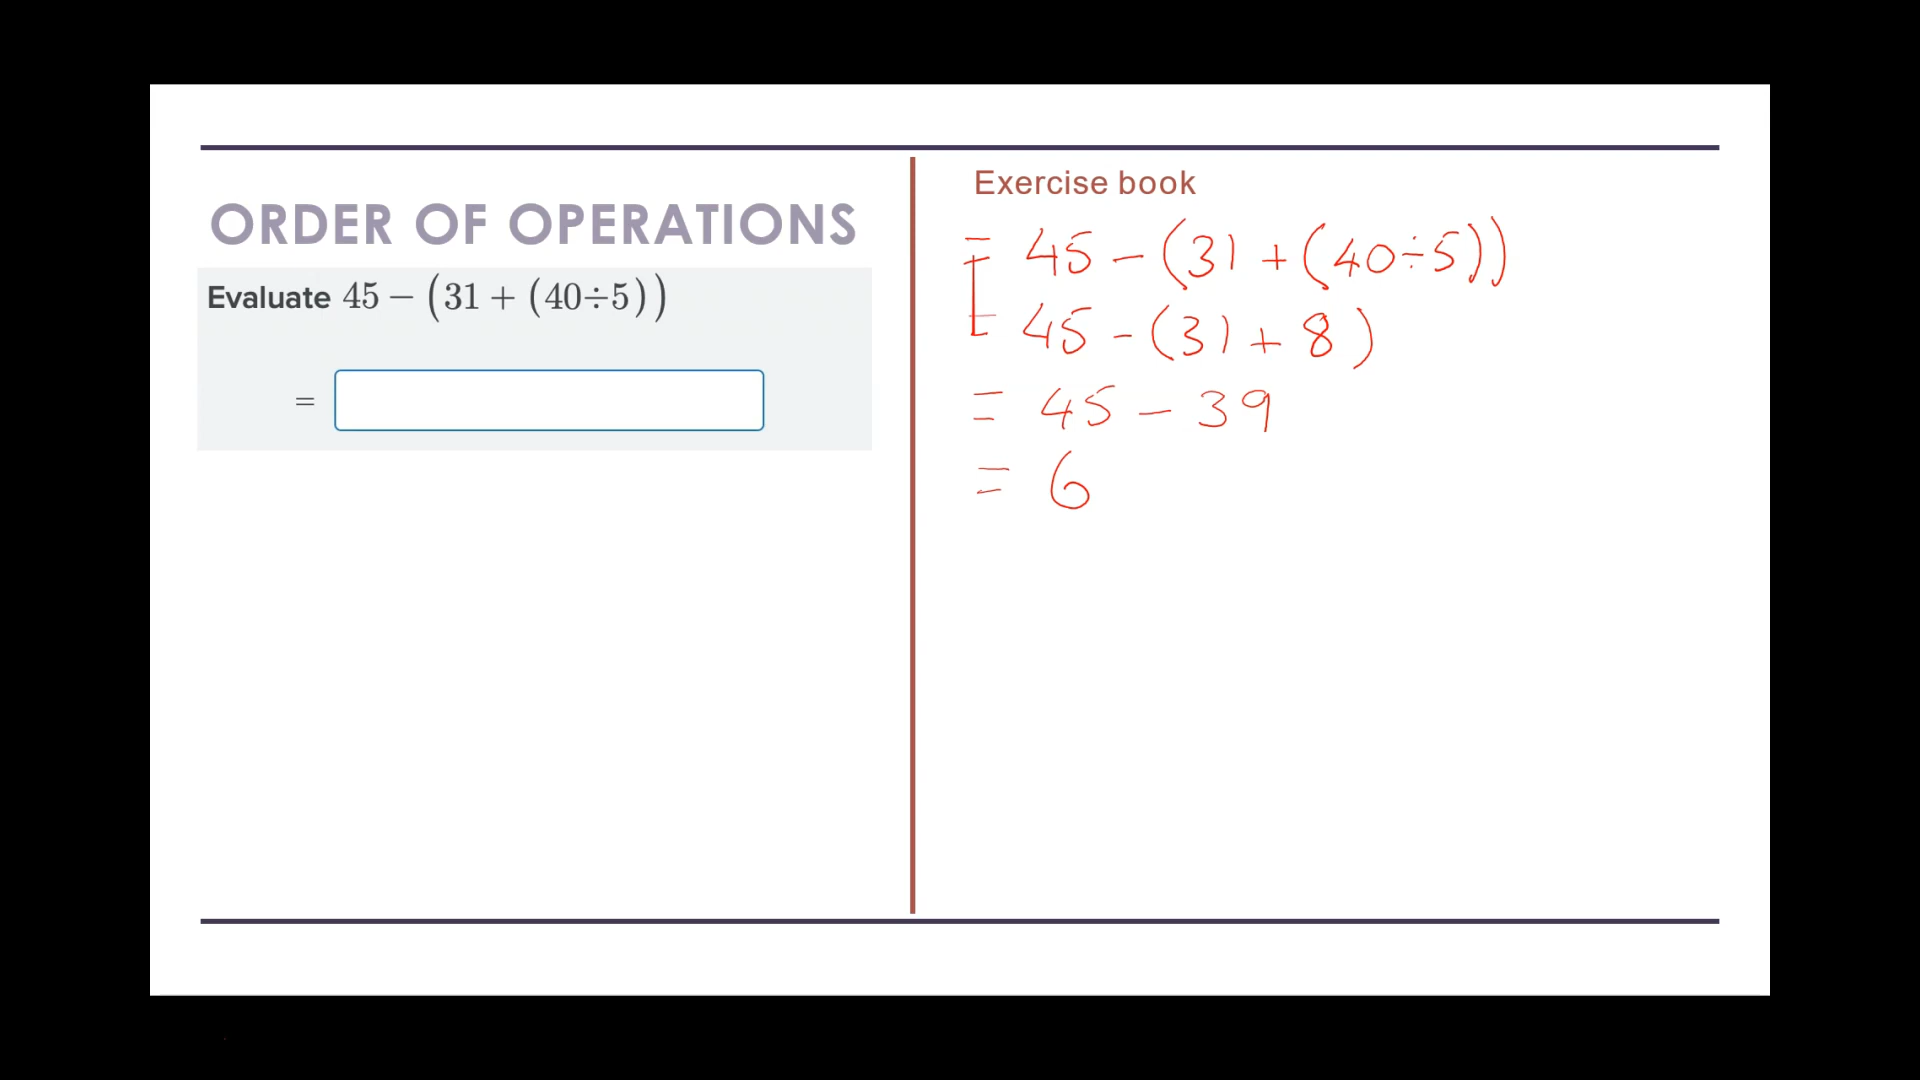 ORDER OF OPERATIONS
Evaluate 45 − (31 + (40÷5))
=
Exercise book
= 45 − (31 + (40÷5))
= 45 - (31 + 8)
= 45 − 39
= 6